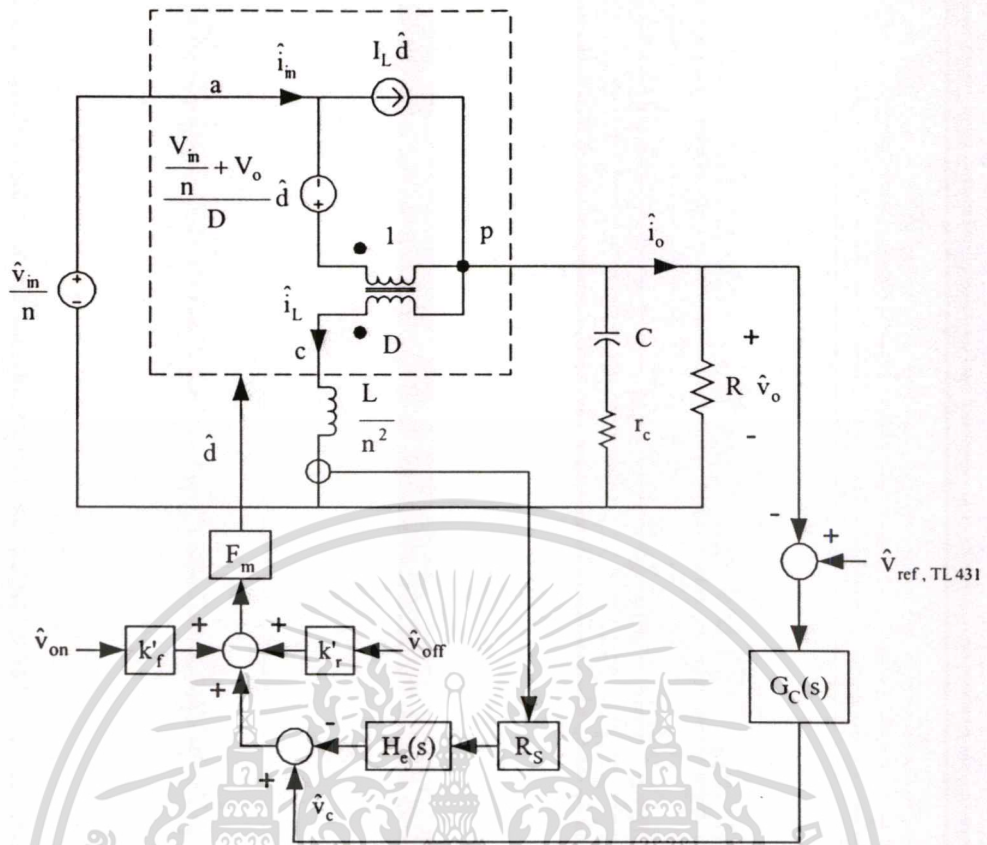 I_L d̂
î_in
a
V_in/n + V_o
D
d̂
-
+
1
p
î_o
v̂_in
n
+
-
î_L
c
D
C
+
R
v̂_o
r_c
-
L
n²
d̂
F_m
-
+
v̂_ref, TL 431
v̂_on
k'_f
+
+
k'_r
v̂_off
+
G_C(s)
-
H_e(s)
R_S
+
v̂_c